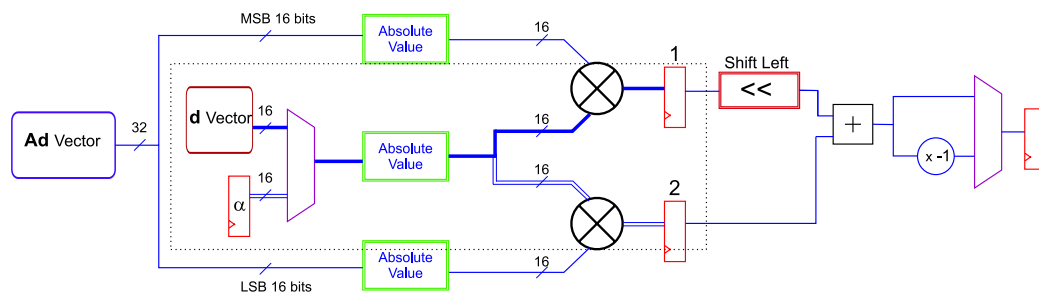 MSB 16 bits
16
Absolute
Value
1
Shift Left
<<
d Vector
16
32
Ad Vector
16
Absolute
Value
+
x -1
16
α
16
2
Absolute
Value
16
LSB 16 bits